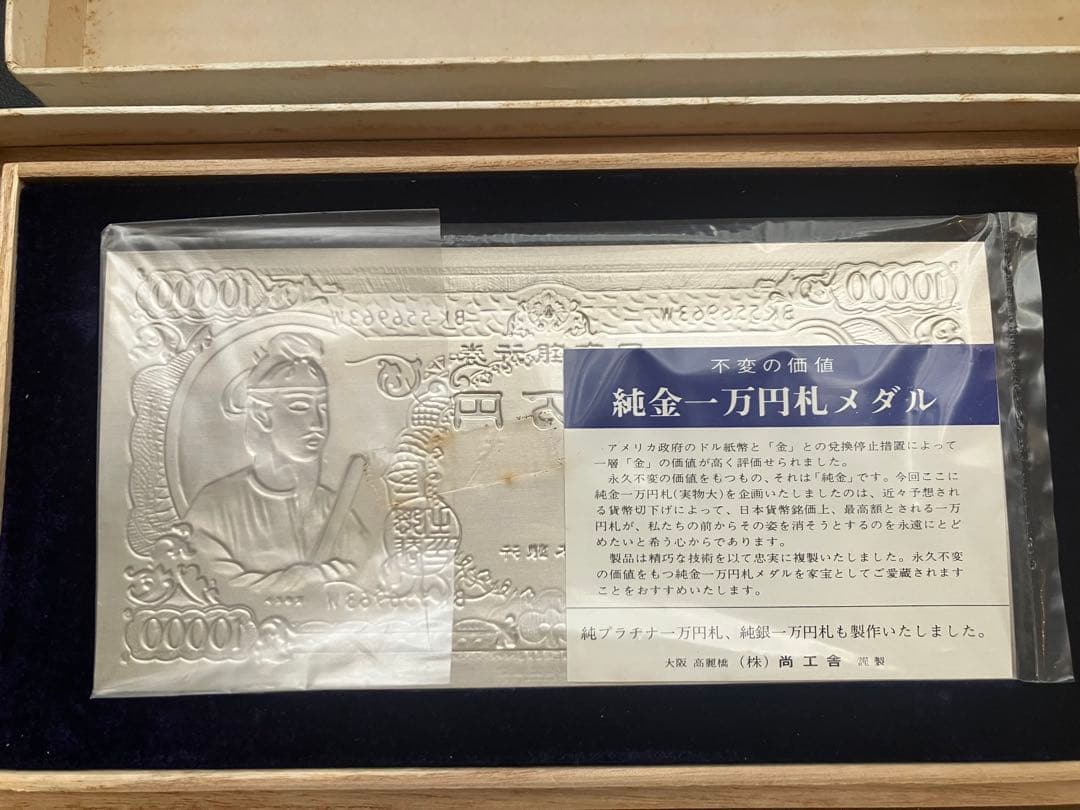 10000
10000
BK556963W
BK556963W
日本銀行券
10000
不変の価値
純金一万円札メダル
アメリカ政府のドル紙幣と「金」との兌換停止措置によって
一層「金」の価値が高く評価せられました。
永久不変の価値をもつもの、それは「純金」です。今回ここに
純金一万円札(実物大)を企画いたしましたのは、近々予想され
る貨幣切下げによって、日本貨幣銘価上、最高額とされる一万
円札が、私たちの前からその姿を消そうとするのを永遠にとど
めたいと希う心からであります。
製品は精巧な技術を以て忠実に複製いたしました。永久不変
の価値をもつ純金一万円札メダルを家宝としてご愛蔵されます
ことをおすすめいたします。
純プラチナ一万円札、純銀一万円札も製作いたしました。
大阪 高麗橋 (株) 尚工舎 謹製